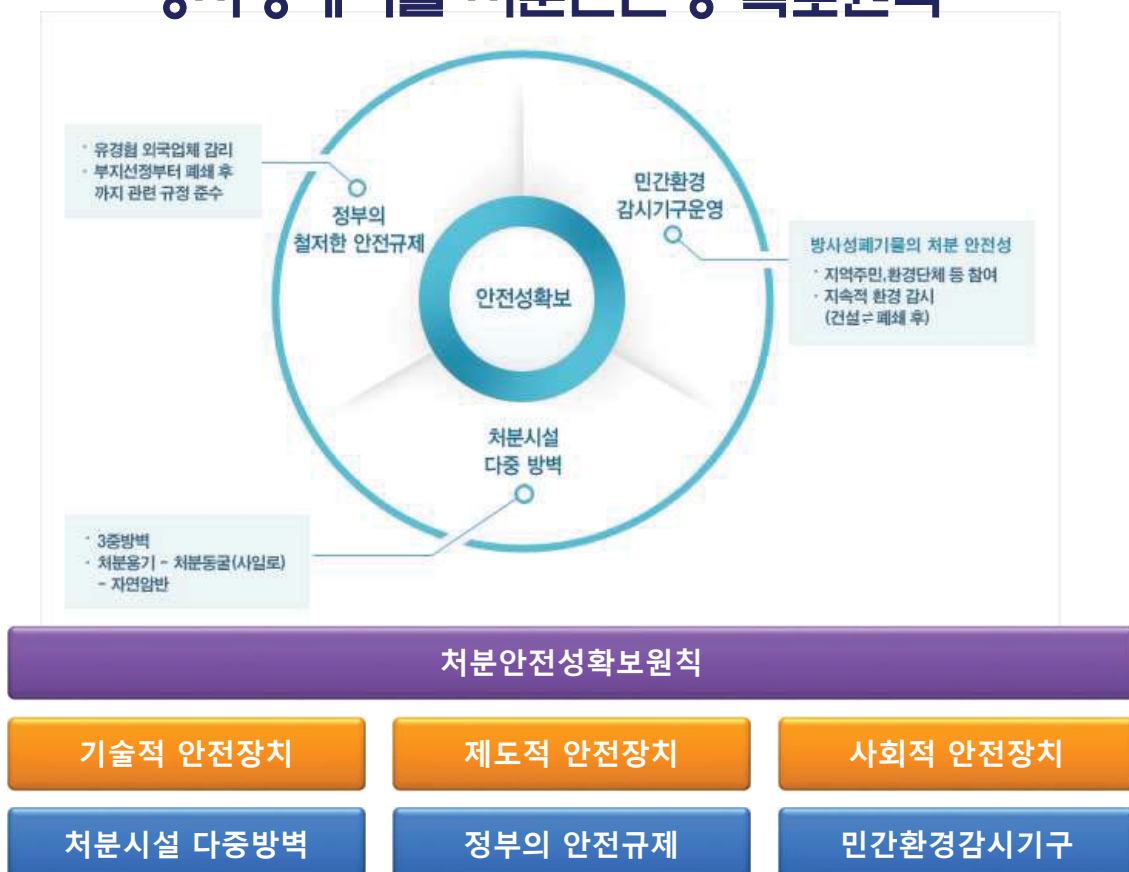 · 유경험 외국업체 감리
· 부지선정부터 폐쇄 후
까지 관련 규정 준수
정부의
철저한 안전규제
민간환경
감시기구운영
방사성폐기물의 처분 안전성
· 지역주민,환경단체 등 참여
· 지속적 환경 감시
(건설⇌폐쇄 후)
안전성확보
처분시설
다중 방벽
· 3중방벽
· 처분용기 - 처분동굴(사일로)
- 자연암반
처분안전성확보원칙
기술적 안전장치
제도적 안전장치
사회적 안전장치
처분시설 다중방벽
정부의 안전규제
민간환경감시기구